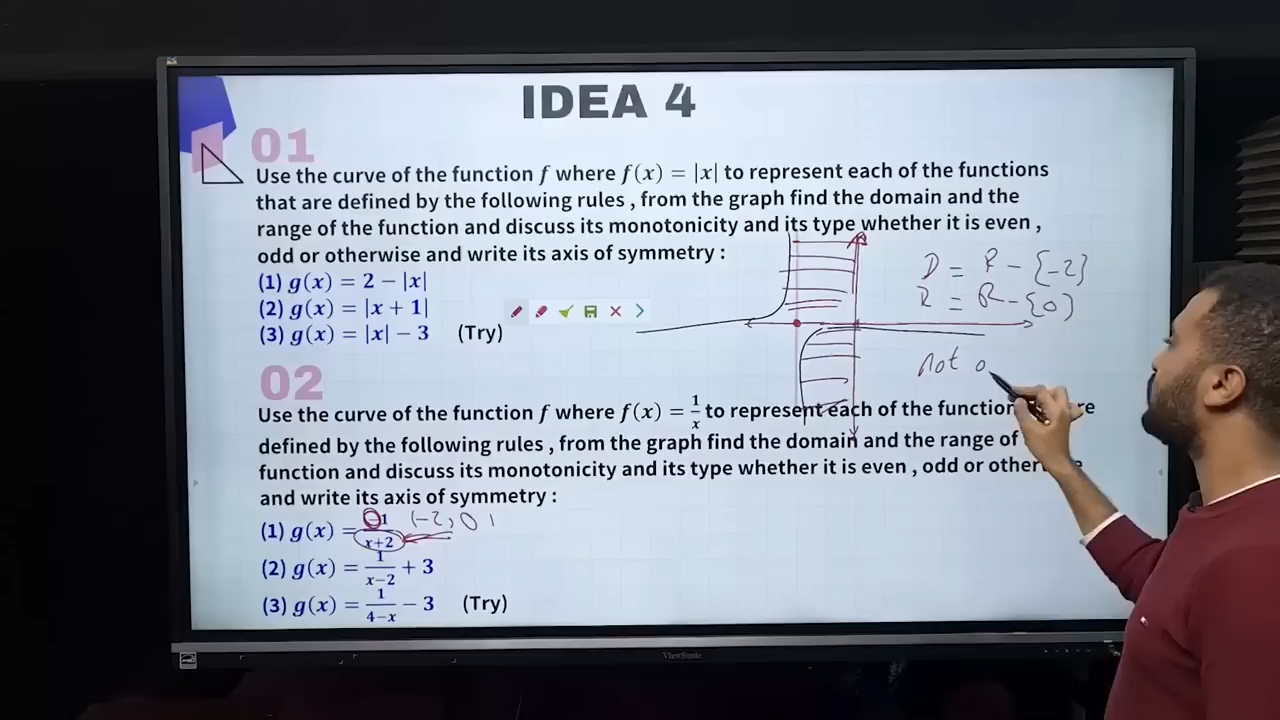 IDEA 4
01
Use the curve of the function f where f(x) = |x| to represent each of the functions
that are defined by the following rules , from the graph find the domain and the
range of the function and discuss its monotonicity and its type whether it is even ,
odd or otherwise and write its axis of symmetry :
(1) g(x) = 2 − |x|
(2) g(x) = |x + 1|
(3) g(x) = |x| − 3 (Try)
D = R - {-2}
R = R - {0}
not o
02
Use the curve of the function f where f(x) = 1/x to represent each of the function
defined by the following rules , from the graph find the domain and the range of
function and discuss its monotonicity and its type whether it is even , odd or
and write its axis of symmetry :
(1) g(x) = −1/(x+2) (-2, 0)
(2) g(x) = 1/(x−2) + 3
(3) g(x) = 1/(4−x) − 3 (Try)
ViewSonic